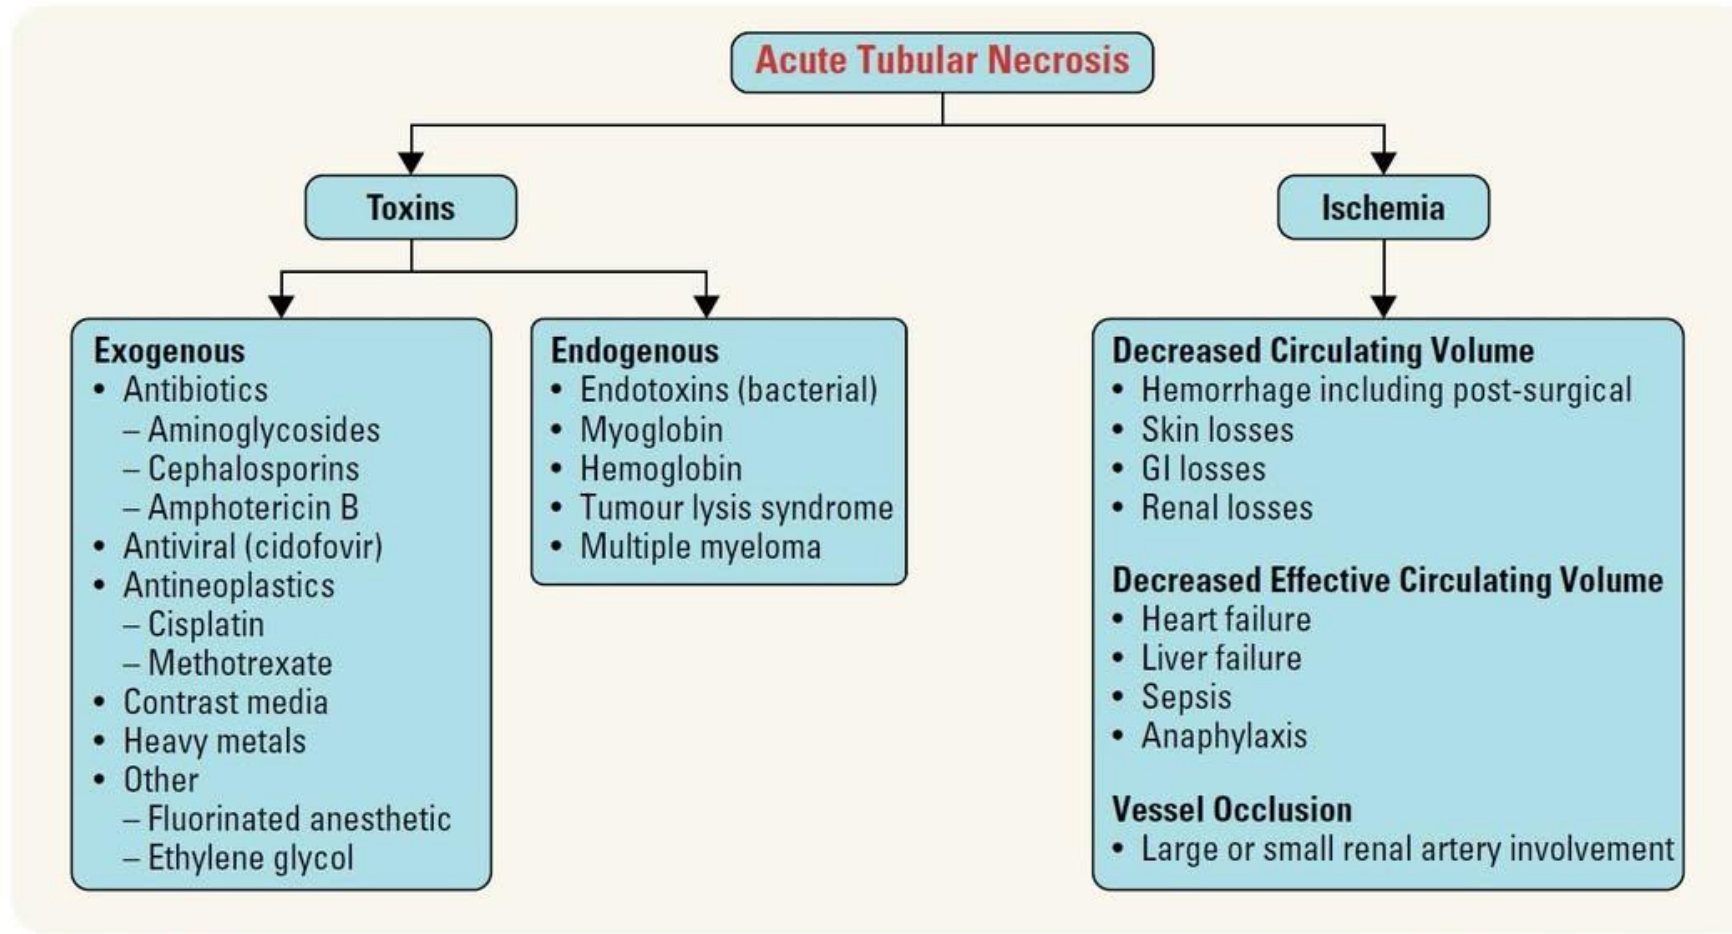 Acute Tubular Necrosis
Toxins
Ischemia
Exogenous
• Antibiotics
– Aminoglycosides
– Cephalosporins
– Amphotericin B
• Antiviral (cidofovir)
• Antineoplastics
– Cisplatin
– Methotrexate
• Contrast media
• Heavy metals
• Other
– Fluorinated anesthetic
– Ethylene glycol
Endogenous
• Endotoxins (bacterial)
• Myoglobin
• Hemoglobin
• Tumour lysis syndrome
• Multiple myeloma
Decreased Circulating Volume
• Hemorrhage including post-surgical
• Skin losses
• GI losses
• Renal losses
Decreased Effective Circulating Volume
• Heart failure
• Liver failure
• Sepsis
• Anaphylaxis
Vessel Occlusion
• Large or small renal artery involvement